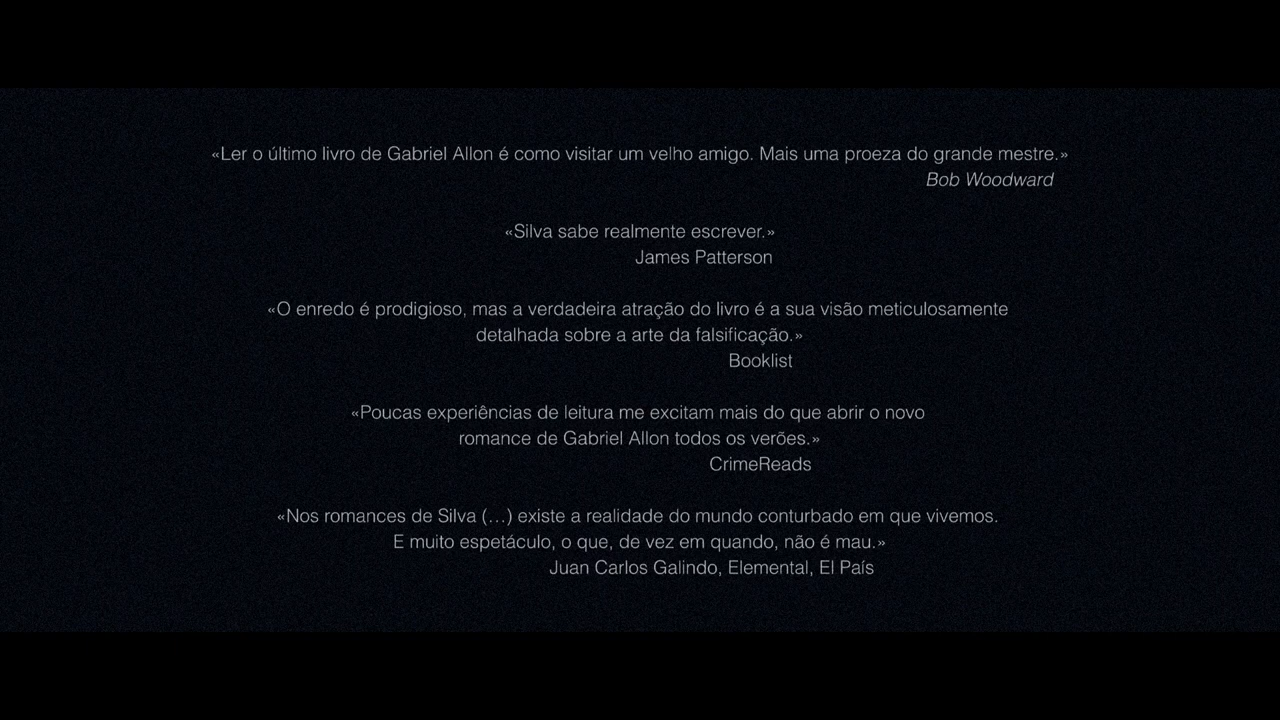 «Ler o último livro de Gabriel Allon é como visitar um velho amigo. Mais uma proeza do grande mestre.»
Bob Woodward
«Silva sabe realmente escrever.»
James Patterson
«O enredo é prodigioso, mas a verdadeira atração do livro é a sua visão meticulosamente
detalhada sobre a arte da falsificação.»
Booklist
«Poucas experiências de leitura me excitam mais do que abrir o novo
romance de Gabriel Allon todos os verões.»
CrimeReads
«Nos romances de Silva (…) existe a realidade do mundo conturbado em que vivemos.
E muito espetáculo, o que, de vez em quando, não é mau.»
Juan Carlos Galindo, Elemental, El País